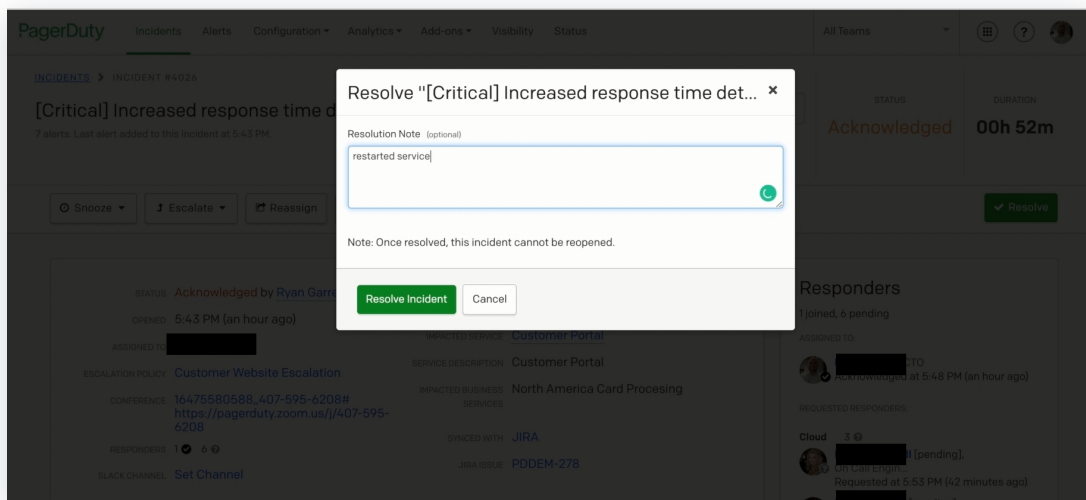 PagerDuty Incidents Alerts Configuration Analytics Add-ons Visibility Status All Teams ?
INCIDENTS > INCIDENT #4026
[Critical] Increased response time d
7 alerts. Last alert added to this incident at 5:43 PM.
STATUS
Acknowledged
DURATION
00h 52m
Resolve "[Critical] Increased response time det... ×
Resolution Note (optional)
restarted service
Note: Once resolved, this incident cannot be reopened.
Resolve Incident Cancel
Snooze Escalate Reassign Resolve
STATUS Acknowledged by Ryan Garre
OPENED 5:43 PM (an hour ago)
ASSIGNED TO
ESCALATION POLICY Customer Website Escalation
CONFERENCE 16475580588,,407-595-6208#
https://pagerduty.zoom.us/j/407-595-
6208
RESPONDERS 1 6
SLACK CHANNEL Set Channel
IMPACTED SERVICE Customer Portal
SERVICE DESCRIPTION Customer Portal
IMPACTED BUSINESS SERVICES North America Card Procesing
SYNCED WITH JIRA
JIRA ISSUE PDDEM-278
Responders
1 joined, 6 pending
ASSIGNED TO:
CTO
Acknowledged at 5:48 PM (an hour ago)
REQUESTED RESPONDERS
Cloud 3
[pending],
On Call Engin...
Requested at 5:53 PM (42 minutes ago)